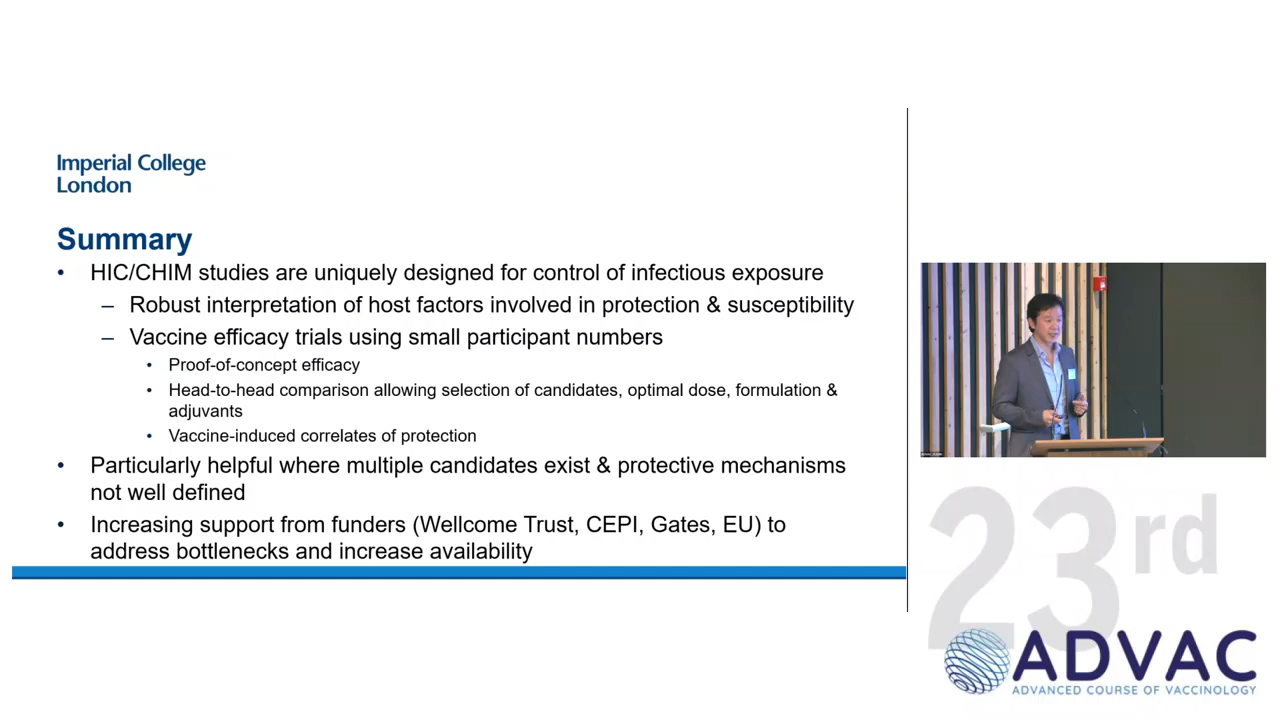 Imperial College
London
Summary
• HIC/CHIM studies are uniquely designed for control of infectious exposure
– Robust interpretation of host factors involved in protection & susceptibility
– Vaccine efficacy trials using small participant numbers
• Proof-of-concept efficacy
• Head-to-head comparison allowing selection of candidates, optimal dose, formulation &
adjuvants
• Vaccine-induced correlates of protection
• Particularly helpful where multiple candidates exist & protective mechanisms
not well defined
• Increasing support from funders (Wellcome Trust, CEPI, Gates, EU) to
address bottlenecks and increase availability
23rd
ADVAC
ADVANCED COURSE OF VACCINOLOGY